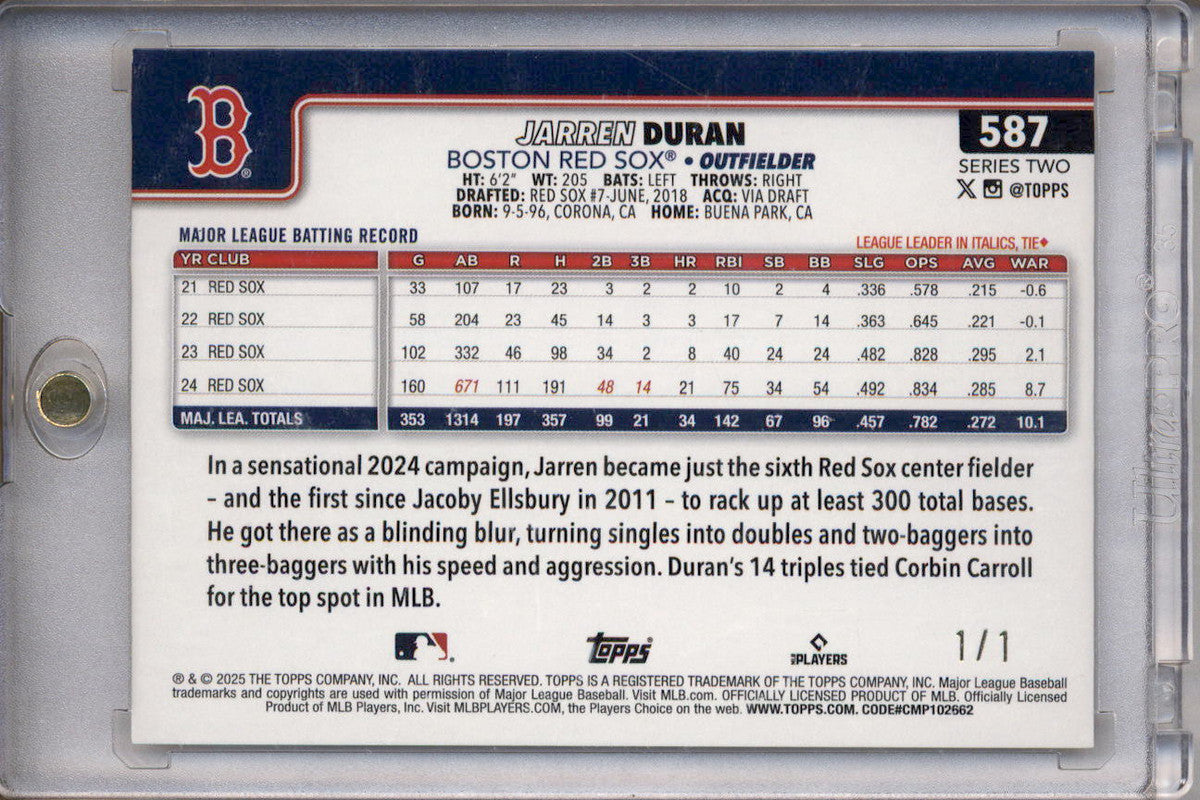 B
JARREN DURAN
BOSTON RED SOX® • OUTFIELDER
HT: 6'2" WT: 205 BATS: LEFT THROWS: RIGHT
DRAFTED: RED SOX #7-JUNE, 2018 ACQ: VIA DRAFT
BORN: 9-5-96, CORONA, CA HOME: BUENA PARK, CA
587
SERIES TWO
X @TOPPS
MAJOR LEAGUE BATTING RECORD
LEAGUE LEADER IN ITALICS, TIE◆
YR CLUB G AB R H 2B 3B HR RBI SB BB SLG OPS AVG WAR
21 RED SOX 33 107 17 23 3 2 2 10 2 4 .336 .578 .215 -0.6
22 RED SOX 58 204 23 45 14 3 3 17 7 14 .363 .645 .221 -0.1
23 RED SOX 102 332 46 98 34 2 8 40 24 24 .482 .828 .295 2.1
24 RED SOX 160 671 111 191 48 14 21 75 34 54 .492 .834 .285 8.7
MAJ. LEA. TOTALS 353 1314 197 357 99 21 34 142 67 96 .457 .782 .272 10.1
In a sensational 2024 campaign, Jarren became just the sixth Red Sox center fielder
– and the first since Jacoby Ellsbury in 2011 – to rack up at least 300 total bases.
He got there as a blinding blur, turning singles into doubles and two-baggers into
three-baggers with his speed and aggression. Duran's 14 triples tied Corbin Carroll
for the top spot in MLB.
topps
PLAYERS
1/1
® & © 2025 THE TOPPS COMPANY, INC. ALL RIGHTS RESERVED. TOPPS IS A REGISTERED TRADEMARK OF THE TOPPS COMPANY, INC. Major League Baseball
trademarks and copyrights are used with permission of Major League Baseball. Visit MLB.com. OFFICIALLY LICENSED PRODUCT OF MLB. Officially Licensed
Product of MLB Players, Inc. Visit MLBPLAYERS.COM, the Players Choice on the web. WWW.TOPPS.COM. CODE#CMP102662
Ultra PRO® 35